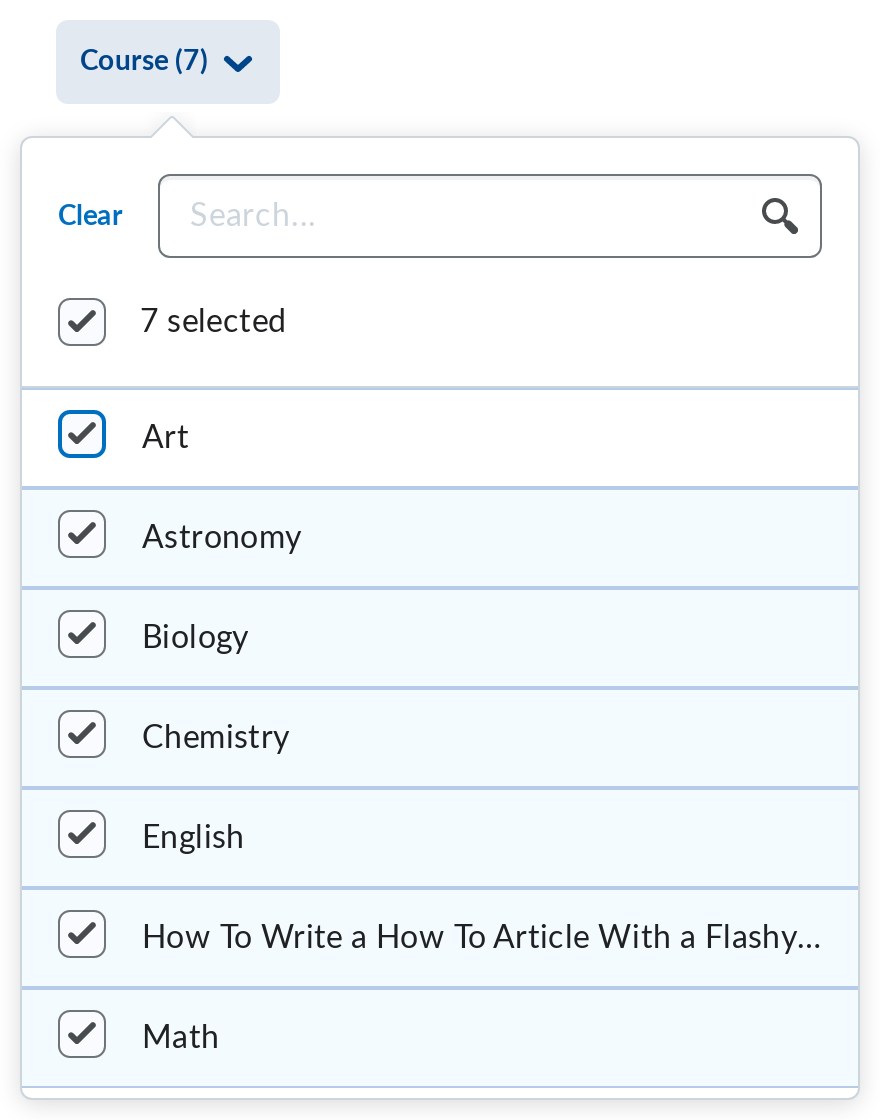 Course (7)
Clear
Search...
7 selected
Art
Astronomy
Biology
Chemistry
English
How To Write a How To Article With a Flashy...
Math